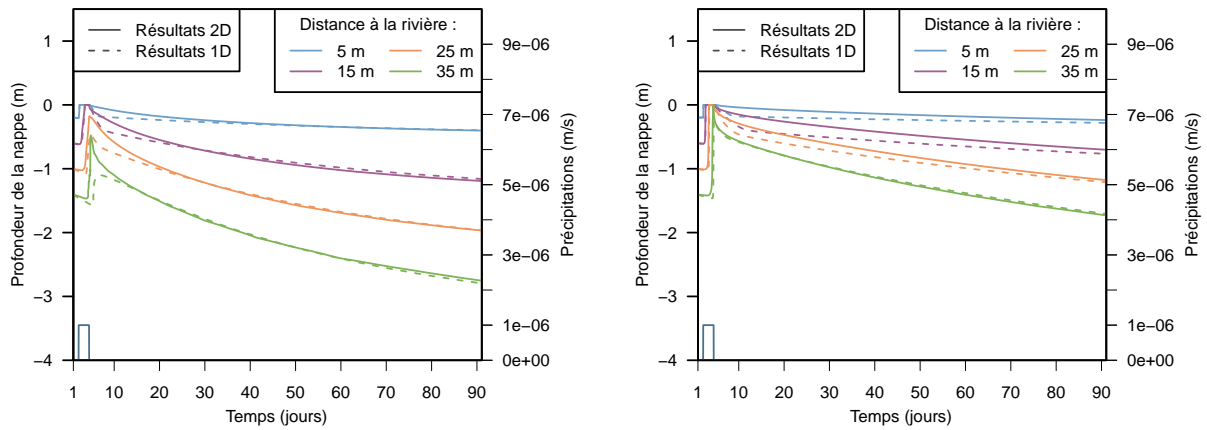 Résultats 2D
Résultats 1D
Distance à la rivière :
5 m
25 m
15 m
35 m
Profondeur de la nappe (m)
1
0
−1
−2
−3
−4
9e−06
7e−06
5e−06
3e−06
1e−06
0e+00
Précipitations (m/s)
1
10
20
30
40
50
60
70
80
90
Temps (jours)
Résultats 2D
Résultats 1D
Distance à la rivière :
5 m
25 m
15 m
35 m
Profondeur de la nappe (m)
1
0
−1
−2
−3
−4
9e−06
7e−06
5e−06
3e−06
1e−06
0e+00
Précipitations (m/s)
1
10
20
30
40
50
60
70
80
90
Temps (jours)